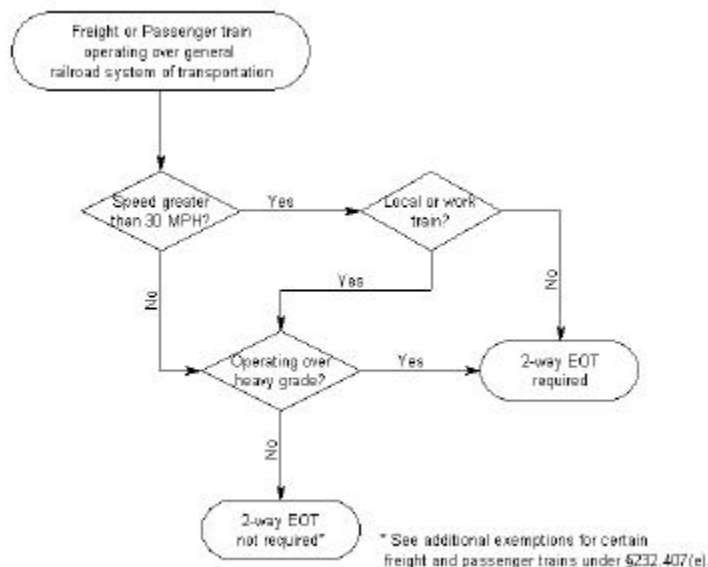 Freight or Passenger train
operating over general
railroad system of transportation
Speed greater
than 30 MPH?
Yes
Local or work
train?
No
Yes
No
Operating over
heavy grade?
Yes
2-way EOT
required
No
2-way EOT
not required*
* See additional exemptions for certain
freight and passenger trains under §232.407(e)